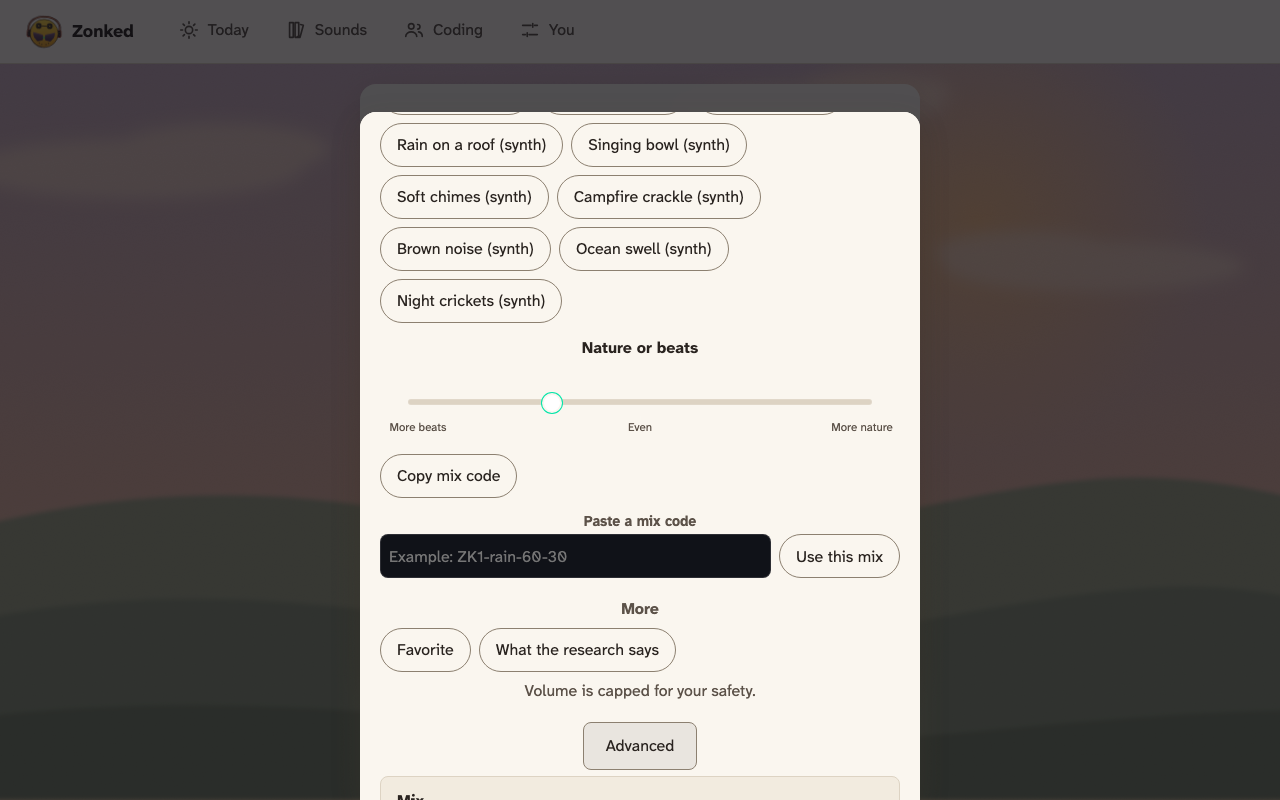 Zonked Today Sounds Coding You
Rain on a roof (synth) Singing bowl (synth)
Soft chimes (synth) Campfire crackle (synth)
Brown noise (synth) Ocean swell (synth)
Night crickets (synth)
Nature or beats
More beats Even More nature
Copy mix code
Paste a mix code
Example: ZK1-rain-60-30 Use this mix
More
Favorite What the research says
Volume is capped for your safety.
Advanced
Mix